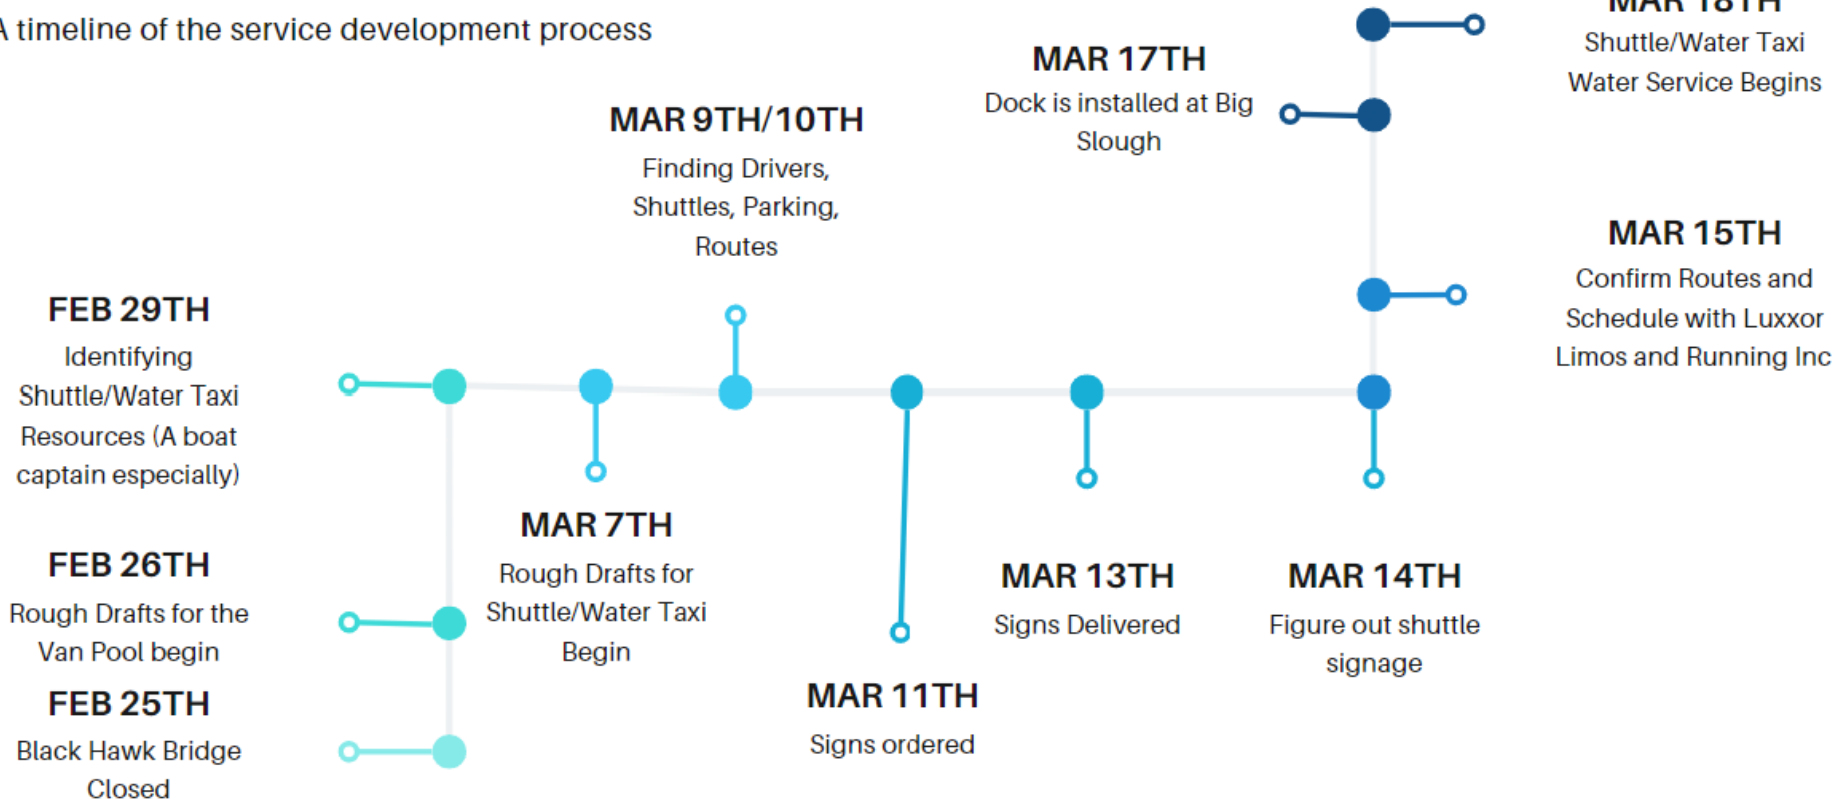 A timeline of the service development process
FEB 25TH
Black Hawk Bridge
Closed
FEB 26TH
Rough Drafts for the
Van Pool begin
FEB 29TH
Identifying
Shuttle/Water Taxi
Resources (A boat
captain especially)
MAR 7TH
Rough Drafts for
Shuttle/Water Taxi
Begin
MAR 9TH/10TH
Finding Drivers,
Shuttles, Parking,
Routes
MAR 11TH
Signs ordered
MAR 13TH
Signs Delivered
MAR 14TH
Figure out shuttle
signage
MAR 15TH
Confirm Routes and
Schedule with Luxxor
Limos and Running Inc
MAR 17TH
Dock is installed at Big
Slough
MAR 18TH
Shuttle/Water Taxi
Water Service Begins